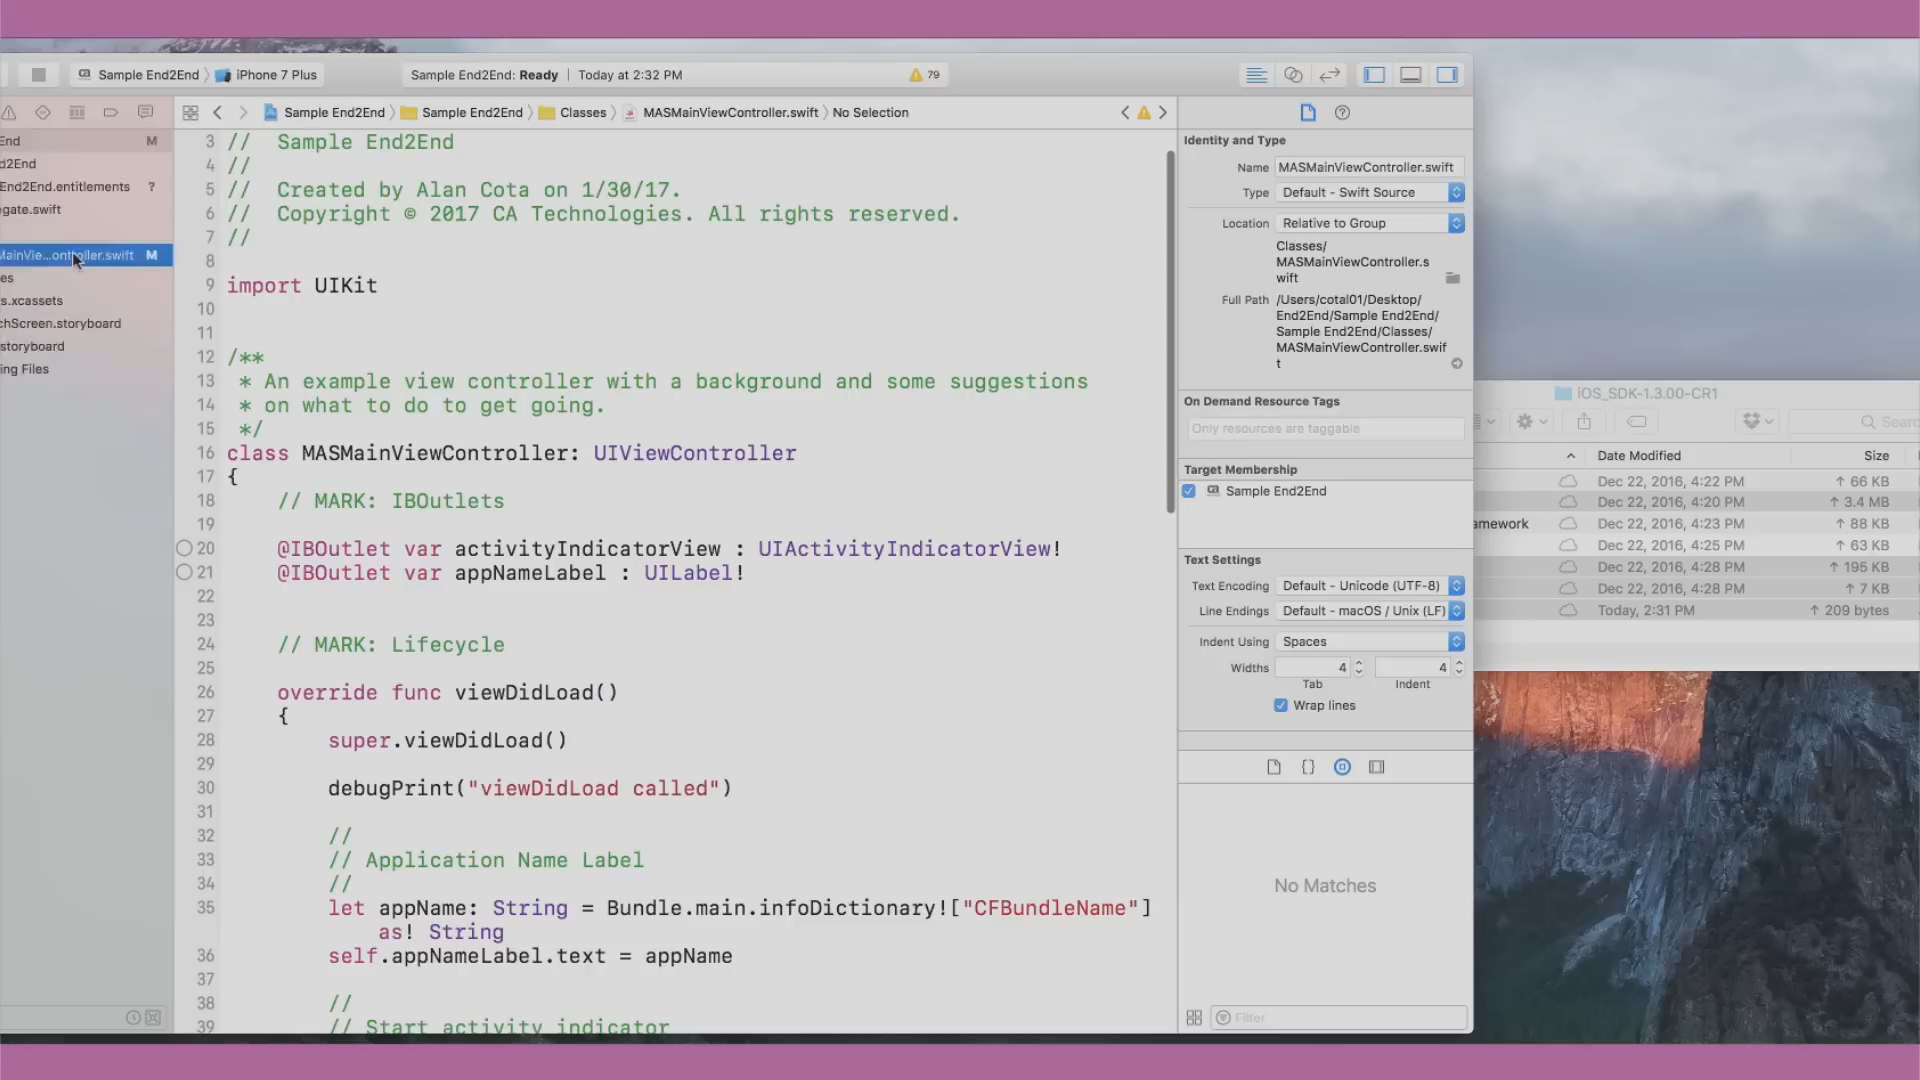 Sample End2End
iPhone 7 Plus
Sample End2End: Ready | Today at 2:32 PM
79
Sample End2End
Sample End2End
Classes
MASMainViewController.swift
No Selection
End
M
d2End
End2End.entitlements
?
egate.swift
MainVie...ontroller.swift
M
es
s.xcassets
chScreen.storyboard
storyboard
ing Files
3 // Sample End2End
4 //
5 // Created by Alan Cota on 1/30/17.
6 // Copyright © 2017 CA Technologies. All rights reserved.
7 //
8
9 import UIKit
10
11
12 /**
13 * An example view controller with a background and some suggestions
14 * on what to do to get going.
15 */
16 class MASMainViewController: UIViewController
17 {
18 // MARK: IBOutlets
19
20 @IBOutlet var activityIndicatorView : UIActivityIndicatorView!
21 @IBOutlet var appNameLabel : UILabel!
22
23
24 // MARK: Lifecycle
25
26 override func viewDidLoad()
27 {
28 super.viewDidLoad()
29
30 debugPrint("viewDidLoad called")
31
32 //
33 // Application Name Label
34 //
35 let appName: String = Bundle.main.infoDictionary!["CFBundleName"]
as! String
36 self.appNameLabel.text = appName
37
38 //
39 // Start activity indicator
Identity and Type
Name MASMainViewController.swift
Type Default - Swift Source
Location Relative to Group
Classes/
MASMainViewController.s
wift
Full Path /Users/cotal01/Desktop/
End2End/Sample End2End/
Sample End2End/Classes/
MASMainViewController.swif
t
On Demand Resource Tags
Only resources are taggable
Target Membership
Sample End2End
Text Settings
Text Encoding Default - Unicode (UTF-8)
Line Endings Default - macOS / Unix (LF)
Indent Using Spaces
Widths 4 4
Tab Indent
Wrap lines
No Matches
Filter
iOS_SDK-1.3.00-CR1
Searc
Date Modified Size
Dec 22, 2016, 4:22 PM 66 KB
Dec 22, 2016, 4:20 PM 3.4 MB
amework Dec 22, 2016, 4:23 PM 88 KB
Dec 22, 2016, 4:25 PM 63 KB
Dec 22, 2016, 4:28 PM 195 KB
Dec 22, 2016, 4:28 PM 7 KB
Today, 2:31 PM 209 bytes